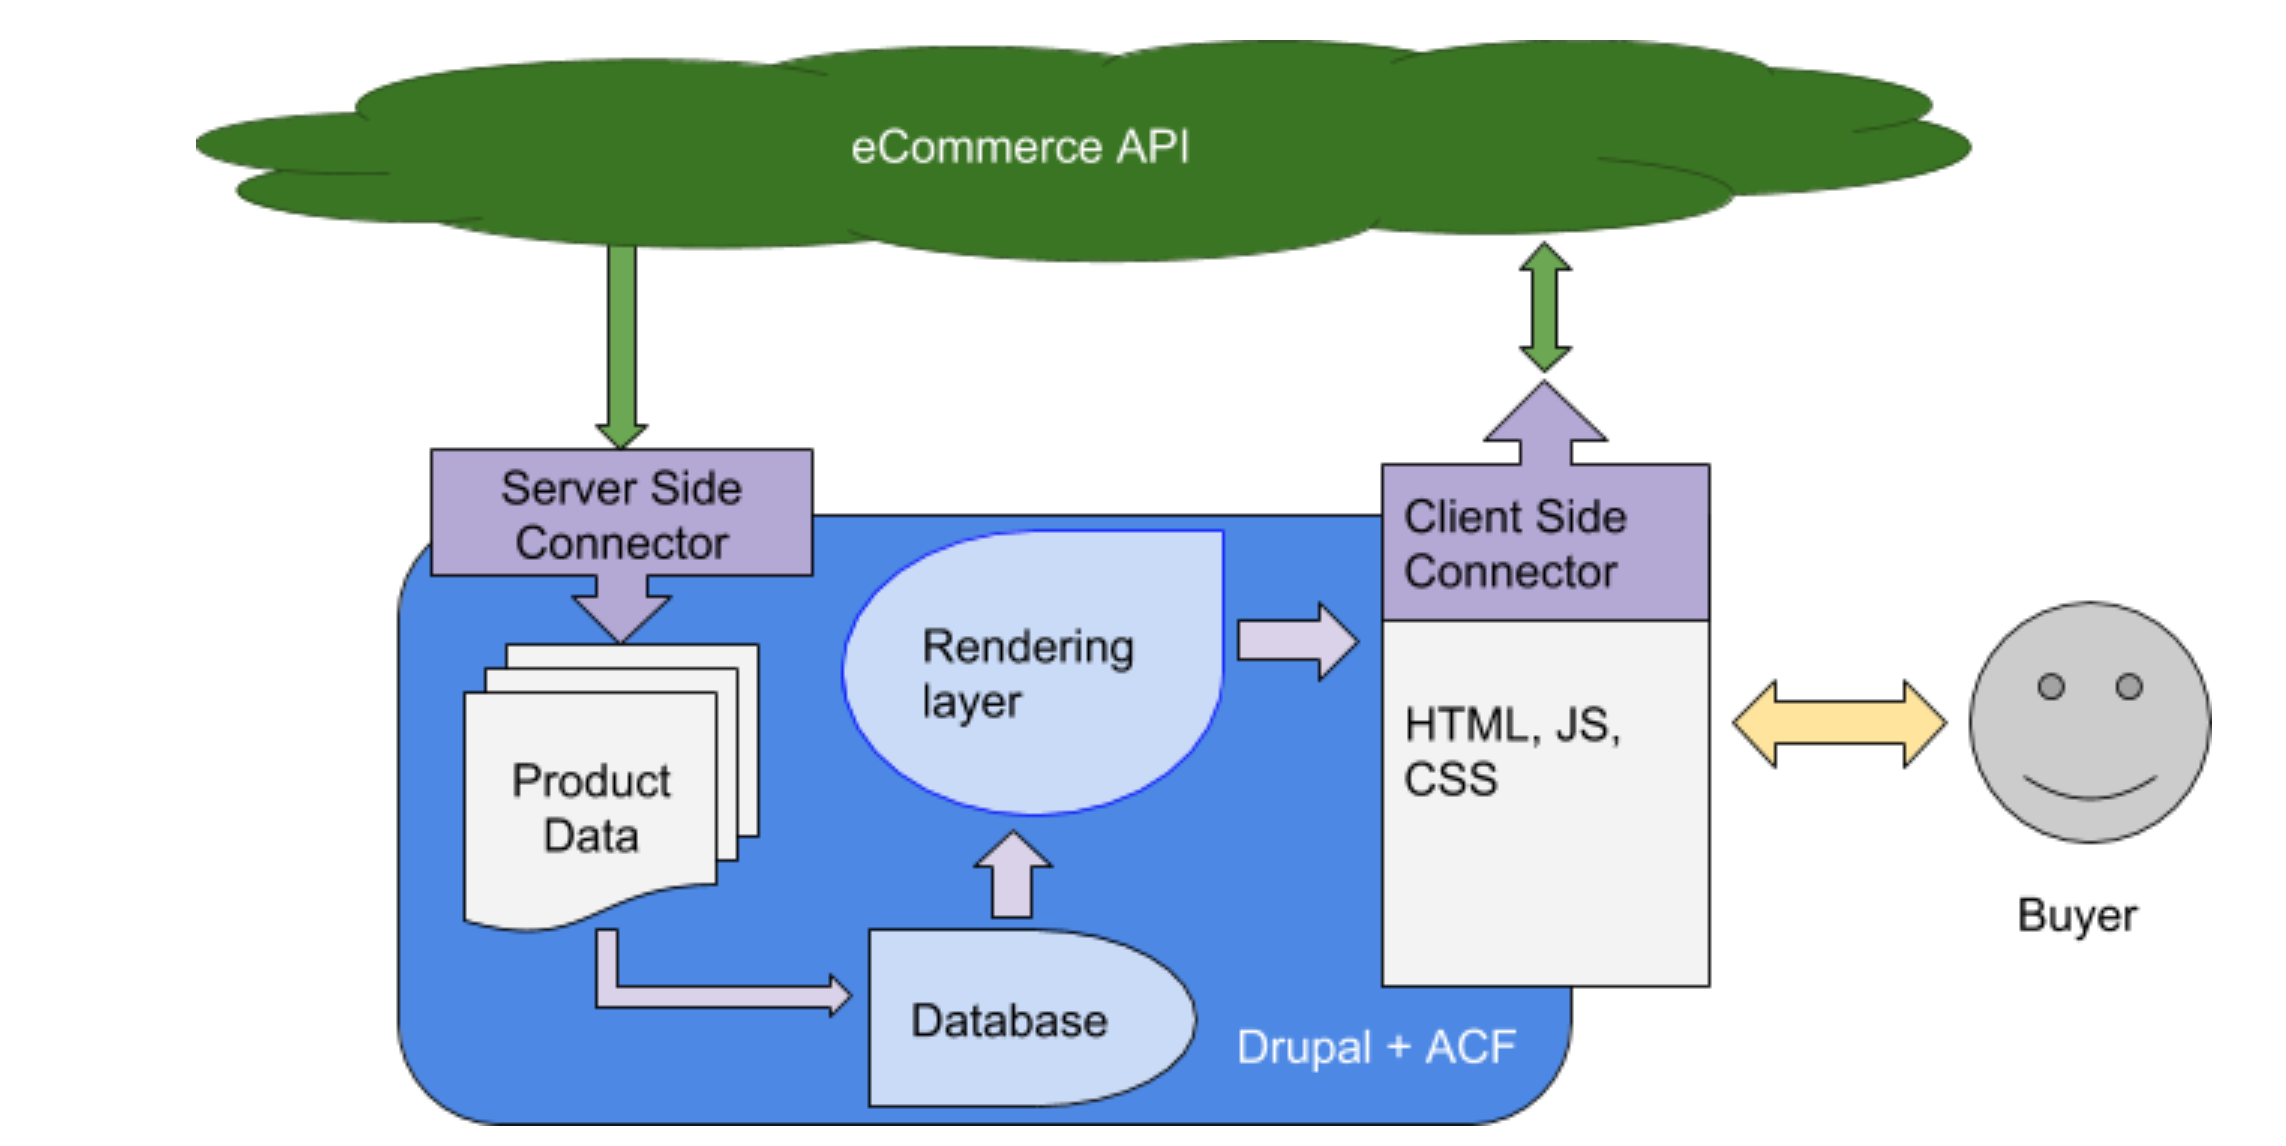 eCommerce API
Server Side
Connector
Client Side
Connector
Rendering
layer
HTML, JS,
CSS
Product
Data
Buyer
Database
Drupal + ACF